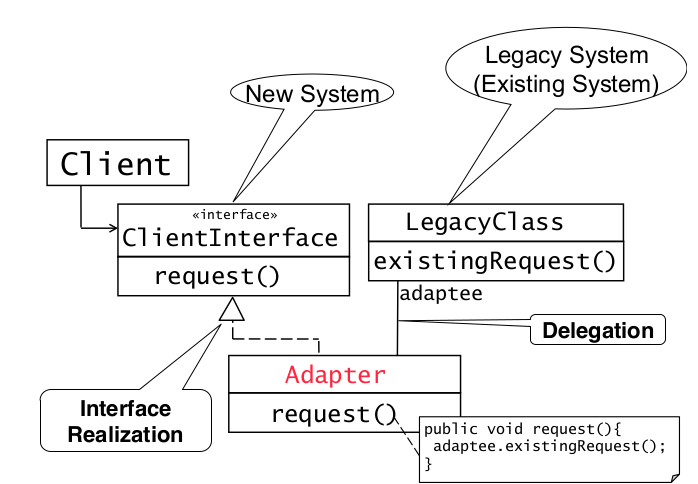 Legacy System
(Existing System)
New System
Client
«interface»
ClientInterface
request()
LegacyClass
existingRequest()
adaptee
Delegation
Adapter
request()
Interface
Realization
public void request(){
adaptee.existingRequest();
}